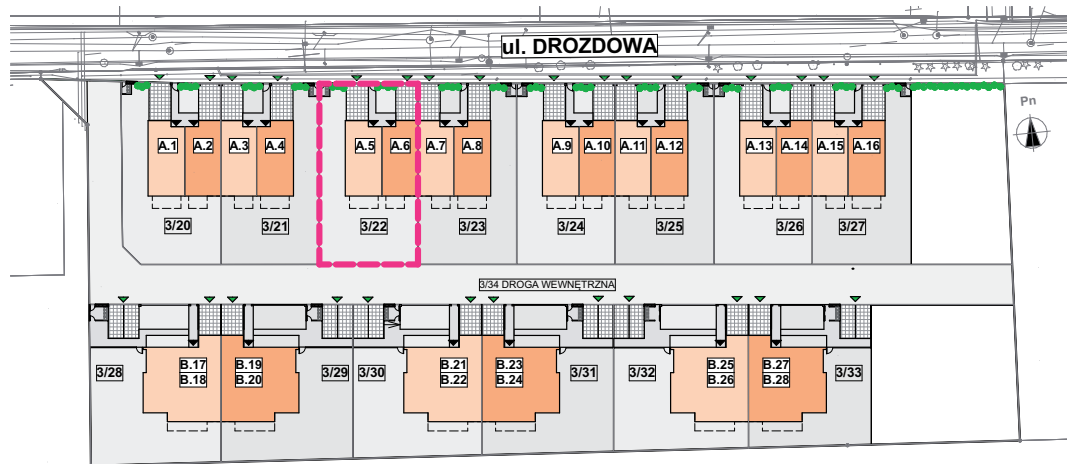 ul. DROZDOWA
Pn
A.1
A.2
A.3
A.4
A.5
A.6
A.7
A.8
A.9
A.10
A.11
A.12
A.13
A.14
A.15
A.16
3/20
3/21
3/22
3/23
3/24
3/25
3/26
3/27
3/34 DROGA WEWNĘTRZNA
3/28
B.17
B.18
B.19
B.20
3/29
3/30
B.21
B.22
B.23
B.24
3/31
3/32
B.25
B.26
B.27
B.28
3/33